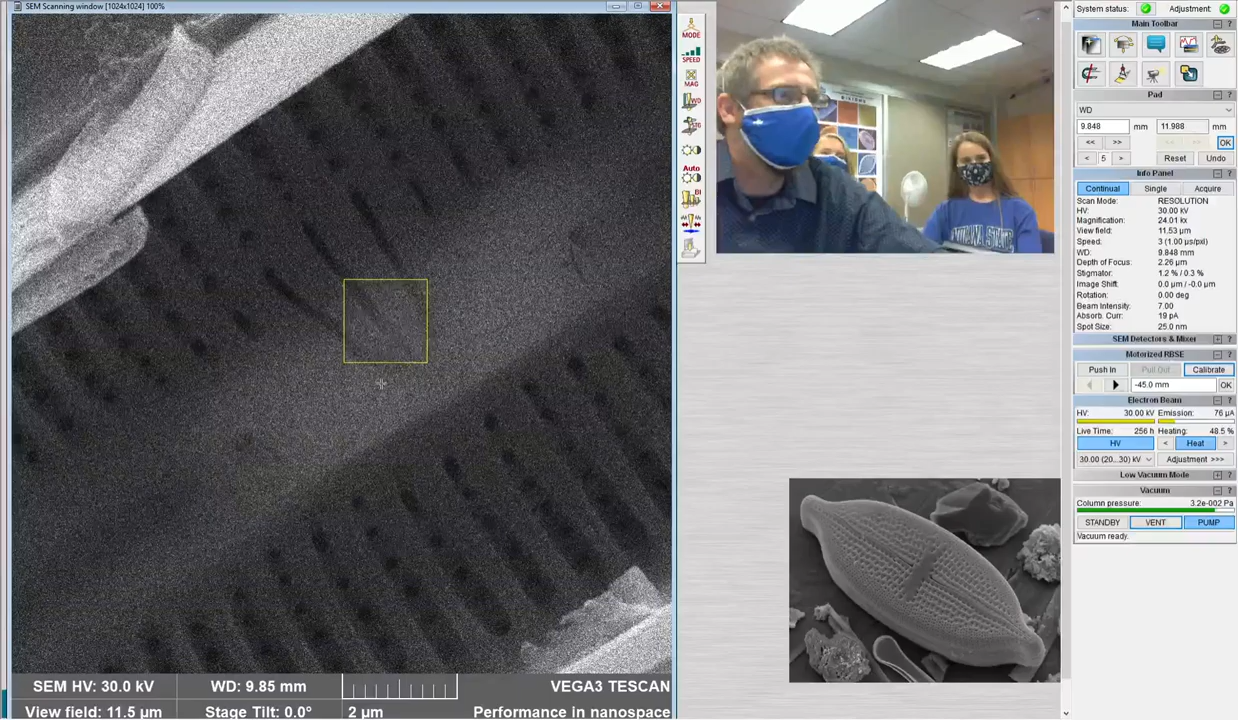 SEM Scanning window [1024x1024] 100%
MODE
SPEED
MAG
WD
STG
Auto
BI
System status:
Adjustment:
Main Toolbar
Pad
WD
9.848 mm 11.988 mm
<< >> << >> OK
< 5 > Reset Undo
Info Panel
Continual Single Acquire
Scan Mode: RESOLUTION
HV: 30.00 kV
Magnification: 24.01 kx
View field: 11.53 µm
Speed: 3 (1.00 µs/pxl)
WD: 9.848 mm
Depth of Focus: 2.26 µm
Stigmator: 1.2 % / 0.3 %
Image Shift: 0.0 µm / -0.0 µm
Rotation: 0.00 deg
Beam Intensity: 7.00
Absorb. Curr: 19 pA
Spot Size: 25.0 nm
SEM Detectors & Mixer
Motorized RBSE
Push In Pull Out Calibrate
-45.0 mm OK
Electron Beam
HV: 30.00 kV Emission: 76 µA
Live Time: 256 h Heating: 48.5 %
HV < Heat >
30.00 (20...30) kV Adjustment >>>
Low Vacuum Mode
Vacuum
Column pressure: 3.2e-002 Pa
STANDBY VENT PUMP
Vacuum ready.
SEM HV: 30.0 kV WD: 9.85 mm VEGA3 TESCAN
View field: 11.5 µm Stage Tilt: 0.0° 2 µm Performance in nanospace